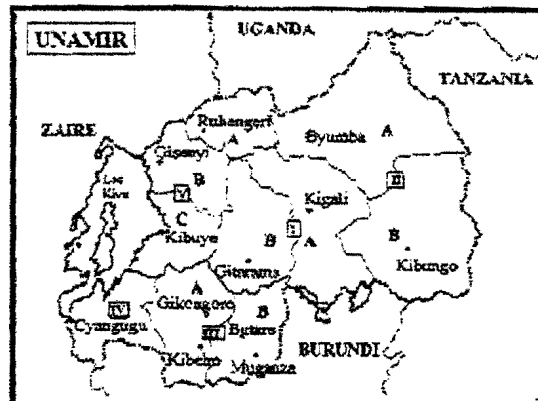 UNAMIR
UGANDA
TANZANIA
ZAIRE
Ruhengeri
A
Byumba A
Gisenyi
B
Lac
Kivu
V
II
C
Kibuye
Kigali
I
B A
B
Gitarama
Kibungo
A
Gikongoro
B
IV
Cyangugu
III
Butare
BURUNDI
Kibeho
Muganza